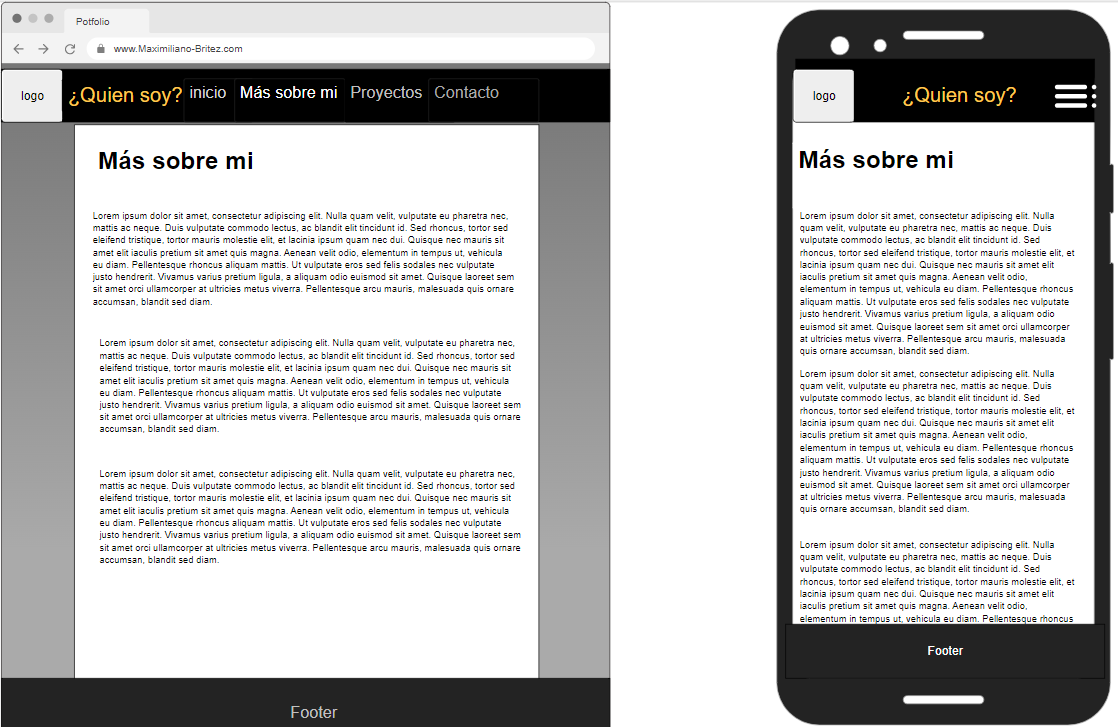 Potfolio
www.Maximiliano-Britez.com
logo
¿Quien soy?
inicio
Más sobre mi
Proyectos
Contacto
Más sobre mi
Lorem ipsum dolor sit amet, consectetur adipiscing elit. Nulla quam velit, vulputate eu pharetra nec,
mattis ac neque. Duis vulputate commodo lectus, ac blandit elit tincidunt id. Sed rhoncus, tortor sed
eleifend tristique, tortor mauris molestie elit, et lacinia ipsum quam nec dui. Quisque nec mauris sit
amet elit iaculis pretium sit amet quis magna. Aenean velit odio, elementum in tempus ut, vehicula
eu diam. Pellentesque rhoncus aliquam mattis. Ut vulputate eros sed felis sodales nec vulputate
justo hendrerit. Vivamus varius pretium ligula, a aliquam odio euismod sit amet. Quisque laoreet sem
sit amet orci ullamcorper at ultricies metus viverra. Pellentesque arcu mauris, malesuada quis ornare
accumsan, blandit sed diam.
Lorem ipsum dolor sit amet, consectetur adipiscing elit. Nulla quam velit, vulputate eu pharetra nec,
mattis ac neque. Duis vulputate commodo lectus, ac blandit elit tincidunt id. Sed rhoncus, tortor sed
eleifend tristique, tortor mauris molestie elit, et lacinia ipsum quam nec dui. Quisque nec mauris sit
amet elit iaculis pretium sit amet quis magna. Aenean velit odio, elementum in tempus ut, vehicula
eu diam. Pellentesque rhoncus aliquam mattis. Ut vulputate eros sed felis sodales nec vulputate
justo hendrerit. Vivamus varius pretium ligula, a aliquam odio euismod sit amet. Quisque laoreet sem
sit amet orci ullamcorper at ultricies metus viverra. Pellentesque arcu mauris, malesuada quis ornare
accumsan, blandit sed diam.
Lorem ipsum dolor sit amet, consectetur adipiscing elit. Nulla quam velit, vulputate eu pharetra nec,
mattis ac neque. Duis vulputate commodo lectus, ac blandit elit tincidunt id. Sed rhoncus, tortor sed
eleifend tristique, tortor mauris molestie elit, et lacinia ipsum quam nec dui. Quisque nec mauris sit
amet elit iaculis pretium sit amet quis magna. Aenean velit odio, elementum in tempus ut, vehicula
eu diam. Pellentesque rhoncus aliquam mattis. Ut vulputate eros sed felis sodales nec vulputate
justo hendrerit. Vivamus varius pretium ligula, a aliquam odio euismod sit amet. Quisque laoreet sem
sit amet orci ullamcorper at ultricies metus viverra. Pellentesque arcu mauris, malesuada quis ornare
accumsan, blandit sed diam.
Footer
logo
¿Quien soy?
Más sobre mi
Lorem ipsum dolor sit amet, consectetur adipiscing elit. Nulla
quam velit, vulputate eu pharetra nec, mattis ac neque. Duis
vulputate commodo lectus, ac blandit elit tincidunt id. Sed
rhoncus, tortor sed eleifend tristique, tortor mauris molestie elit, et
lacinia ipsum quam nec dui. Quisque nec mauris sit amet elit
iaculis pretium sit amet quis magna. Aenean velit odio,
elementum in tempus ut, vehicula eu diam. Pellentesque rhoncus
aliquam mattis. Ut vulputate eros sed felis sodales nec vulputate
justo hendrerit. Vivamus varius pretium ligula, a aliquam odio
euismod sit amet. Quisque laoreet sem sit amet orci ullamcorper
at ultricies metus viverra. Pellentesque arcu mauris, malesuada
quis ornare accumsan, blandit sed diam.
Lorem ipsum dolor sit amet, consectetur adipiscing elit. Nulla
quam velit, vulputate eu pharetra nec, mattis ac neque. Duis
vulputate commodo lectus, ac blandit elit tincidunt id. Sed
rhoncus, tortor sed eleifend tristique, tortor mauris molestie elit, et
lacinia ipsum quam nec dui. Quisque nec mauris sit amet elit
iaculis pretium sit amet quis magna. Aenean velit odio,
elementum in tempus ut, vehicula eu diam. Pellentesque rhoncus
aliquam mattis. Ut vulputate eros sed felis sodales nec vulputate
justo hendrerit. Vivamus varius pretium ligula, a aliquam odio
euismod sit amet. Quisque laoreet sem sit amet orci ullamcorper
at ultricies metus viverra. Pellentesque arcu mauris, malesuada
quis ornare accumsan, blandit sed diam.
Lorem ipsum dolor sit amet, consectetur adipiscing elit. Nulla
quam velit, vulputate eu pharetra nec, mattis ac neque. Duis
vulputate commodo lectus, ac blandit elit tincidunt id. Sed
rhoncus, tortor sed eleifend tristique, tortor mauris molestie elit, et
lacinia ipsum quam nec dui. Quisque nec mauris sit amet elit
iaculis pretium sit amet quis magna. Aenean velit odio,
elementum in tempus ut, vehicula eu diam. Pellentesque rhoncus
Footer